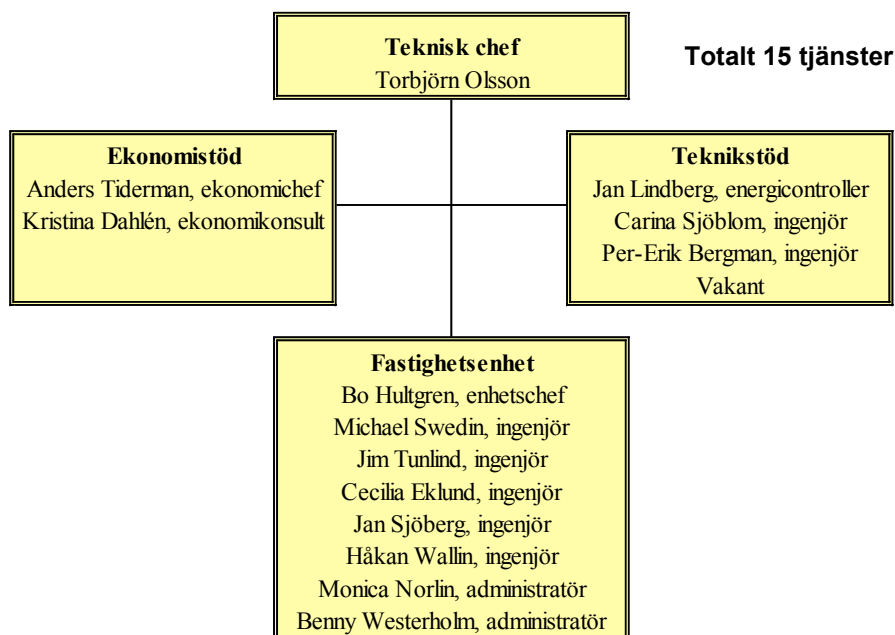 Teknisk chef
Torbjörn Olsson
Totalt 15 tjänster
Ekonomistöd
Anders Tiderman, ekonomichef
Kristina Dahlén, ekonomikonsult
Teknikstöd
Jan Lindberg, energicontroller
Carina Sjöblom, ingenjör
Per-Erik Bergman, ingenjör
Vakant
Fastighetsenhet
Bo Hultgren, enhetschef
Michael Swedin, ingenjör
Jim Tunlind, ingenjör
Cecilia Eklund, ingenjör
Jan Sjöberg, ingenjör
Håkan Wallin, ingenjör
Monica Norlin, administratör
Benny Westerholm, administratör